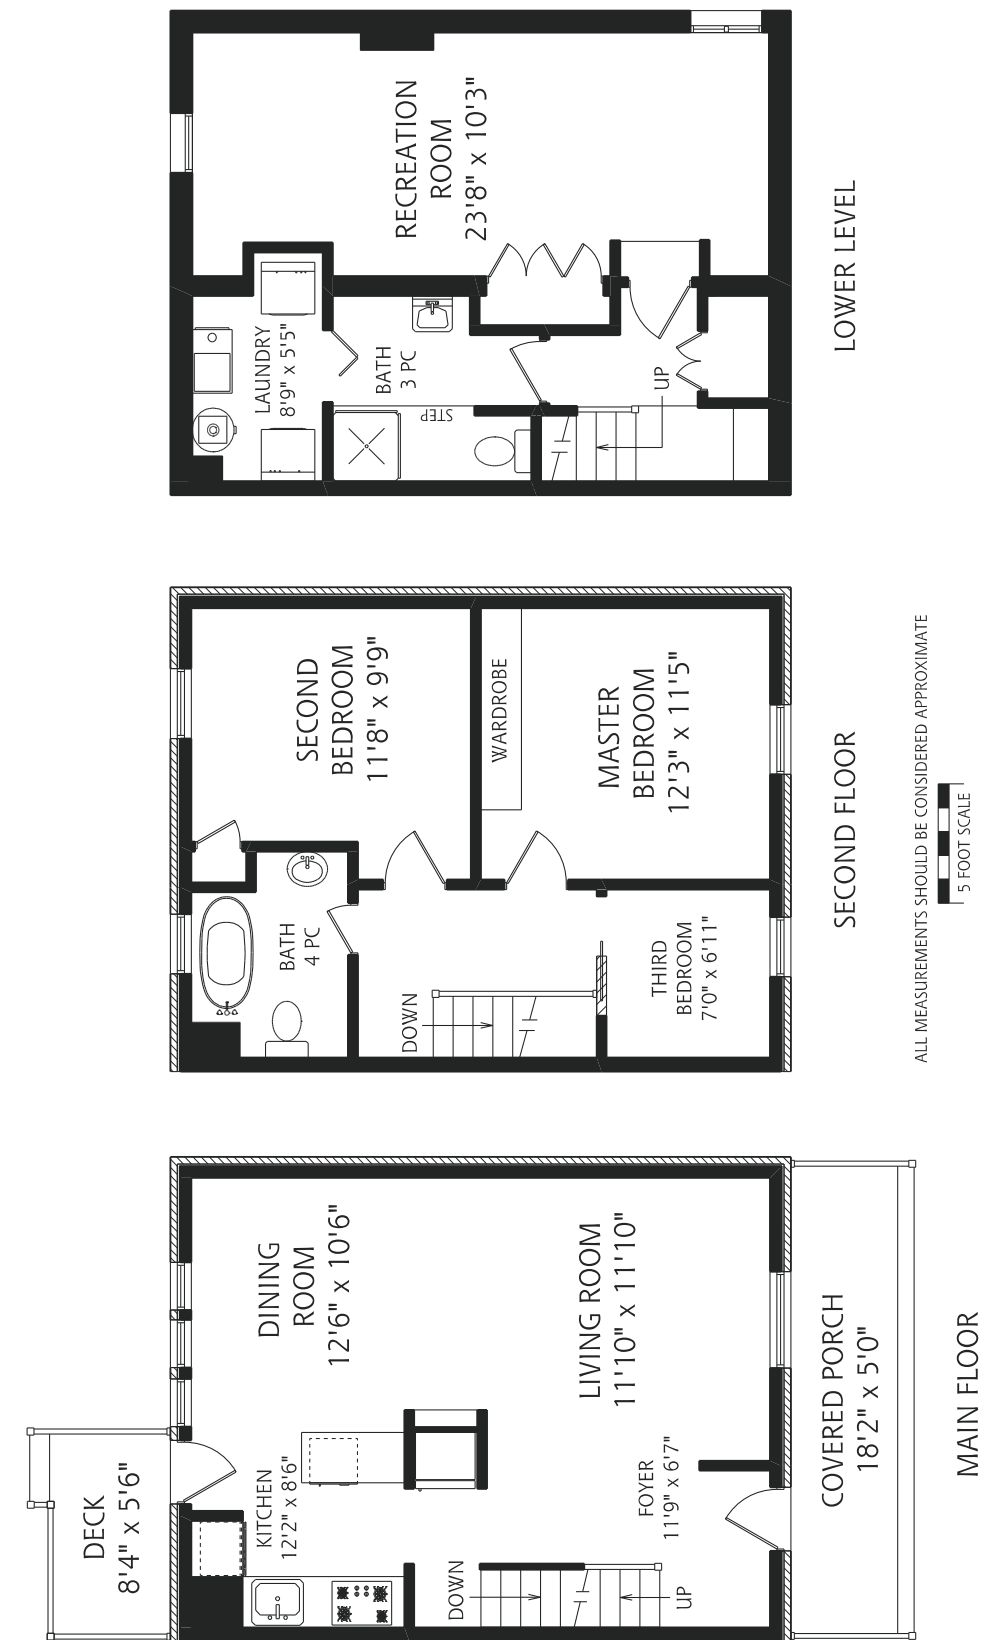 RECREATION
ROOM
23'8" x 10'3"
LAUNDRY
8'9" x 5'5"
BATH
3 PC
STEP
UP
LOWER LEVEL
SECOND
BEDROOM
11'8" x 9'9"
WARDROBE
MASTER
BEDROOM
12'3" x 11'5"
BATH
4 PC
DOWN
THIRD
BEDROOM
7'0" x 6'11"
SECOND FLOOR
ALL MEASUREMENTS SHOULD BE CONSIDERED APPROXIMATE
5 FOOT SCALE
DINING
ROOM
12'6" x 10'6"
LIVING ROOM
11'10" x 11'10"
DECK
8'4" x 5'6"
KITCHEN
12'2" x 8'6"
FOYER
11'9" x 6'7"
DOWN
UP
COVERED PORCH
18'2" x 5'0"
MAIN FLOOR